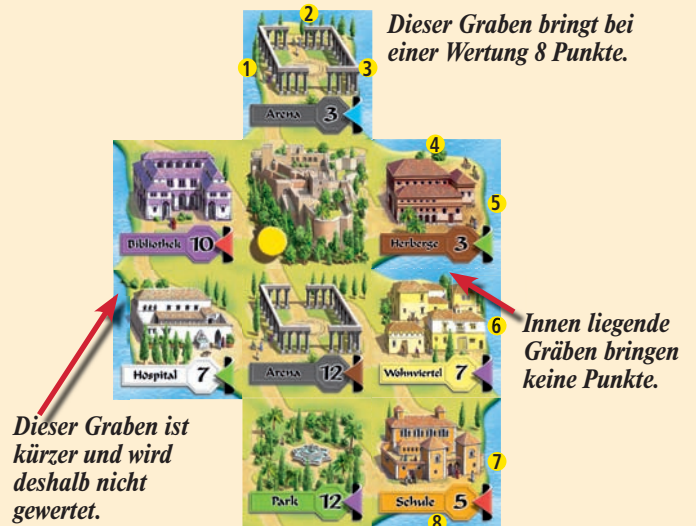 2
Dieser Graben bringt bei
einer Wertung 8 Punkte.
1
3
Arena 3
4
5
Bibliothek 10
Herberge 3
6
Innen liegende
Gräben bringen
keine Punkte.
Hospital 7
Arena 12
Wohnviertel 7
Dieser Graben ist
kürzer und wird
deshalb nicht
gewertet.
7
Park 12
Schule 5
8